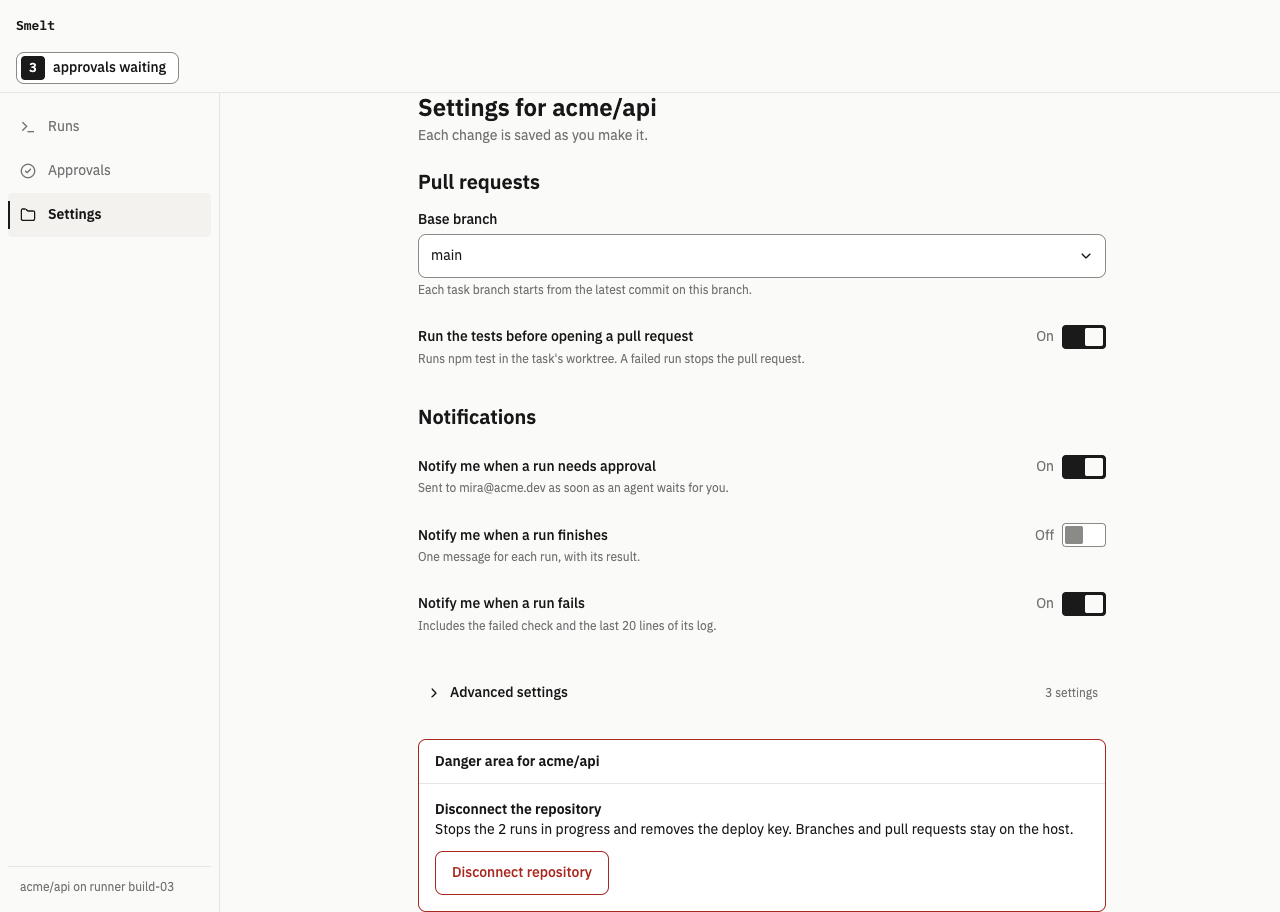 Smelt
3 approvals waiting
Runs
Approvals
Settings
acme/api on runner build-03
Settings for acme/api
Each change is saved as you make it.
Pull requests
Base branch
main
Each task branch starts from the latest commit on this branch.
Run the tests before opening a pull request
On
Runs npm test in the task's worktree. A failed run stops the pull request.
Notifications
Notify me when a run needs approval
On
Sent to mira@acme.dev as soon as an agent waits for you.
Notify me when a run finishes
Off
One message for each run, with its result.
Notify me when a run fails
On
Includes the failed check and the last 20 lines of its log.
Advanced settings
3 settings
Danger area for acme/api
Disconnect the repository
Stops the 2 runs in progress and removes the deploy key. Branches and pull requests stay on the host.
Disconnect repository